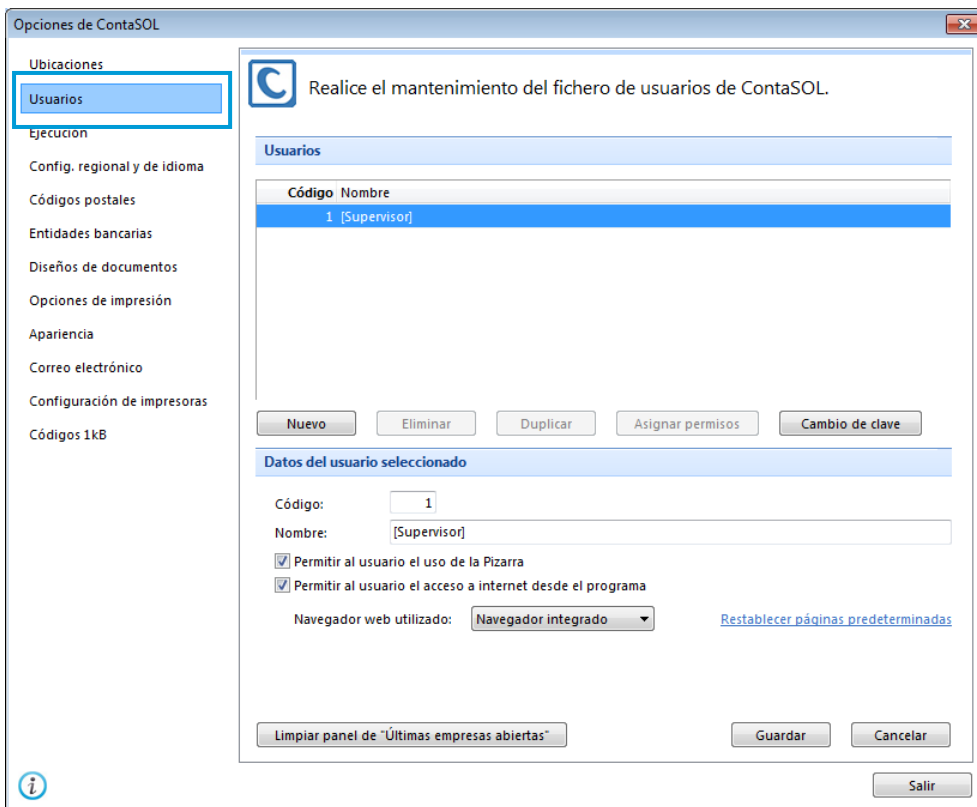 Opciones de ContaSOL
Ubicaciones
Usuarios
Ejecución
Config. regional y de idioma
Códigos postales
Entidades bancarias
Diseños de documentos
Opciones de impresión
Apariencia
Correo electrónico
Configuración de impresoras
Códigos 1kB
C
Realice el mantenimiento del fichero de usuarios de ContaSOL.
Usuarios
Código Nombre
1 [Supervisor]
Nuevo Eliminar Duplicar Asignar permisos Cambio de clave
Datos del usuario seleccionado
Código: 1
Nombre: [Supervisor]
Permitir al usuario el uso de la Pizarra
Permitir al usuario el acceso a internet desde el programa
Navegador web utilizado: Navegador integrado Restablecer páginas predeterminadas
Limpiar panel de "Últimas empresas abiertas" Guardar Cancelar
i Salir